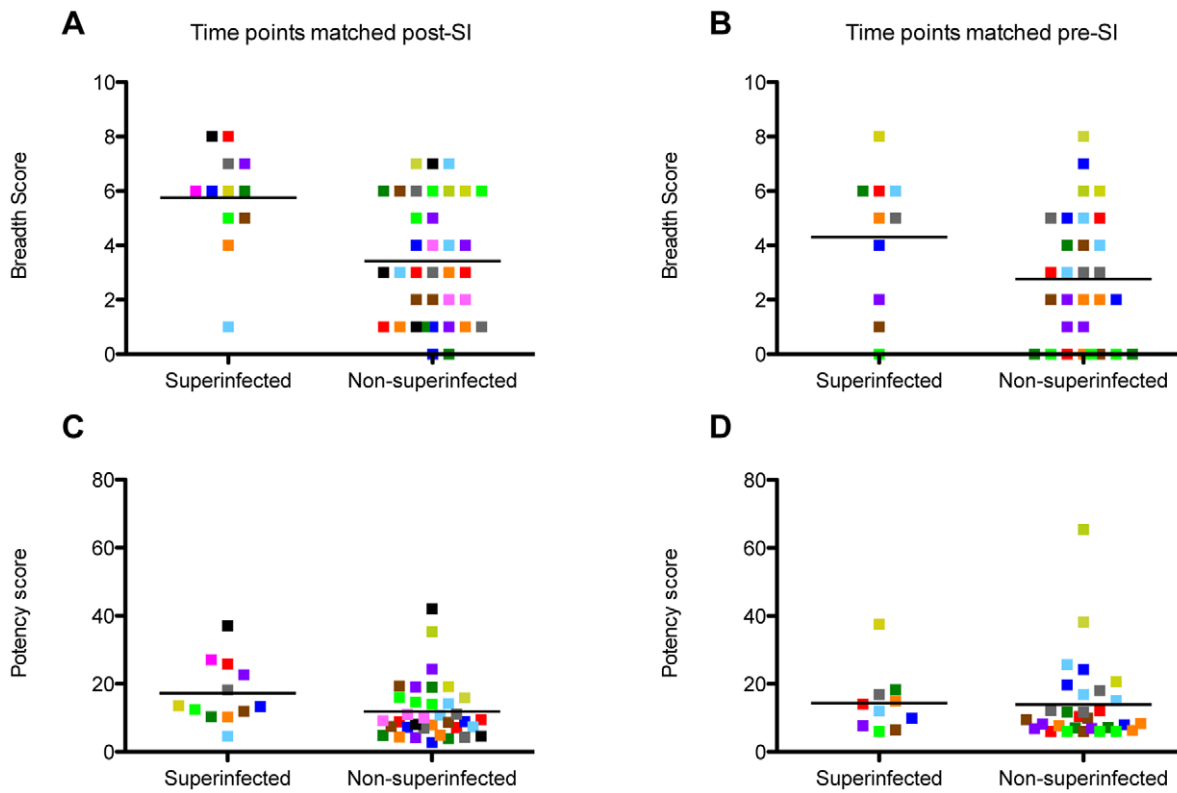 A
Time points matched post-SI
Breadth Score
10
8
6
4
2
0
Superinfected
Non-superinfected
B
Time points matched pre-SI
Breadth Score
10
8
6
4
2
0
Superinfected
Non-superinfected
C
Potency score
80
60
40
20
0
Superinfected
Non-superinfected
D
Potency score
80
60
40
20
0
Superinfected
Non-superinfected